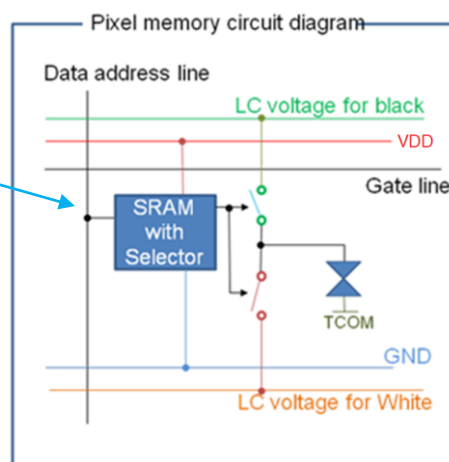 Pixel memory circuit diagram
Data address line
LC voltage for black
VDD
Gate line
SRAM
with
Selector
TCOM
GND
LC voltage for White